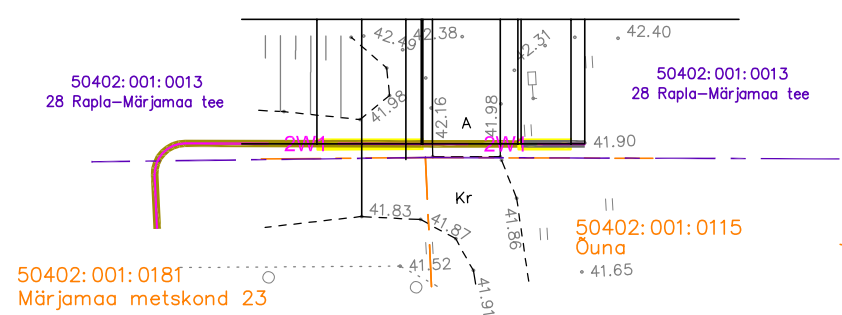 42.49
42.38
42.31
42.40
50402:001:0013
28 Rapla-Märjamaa tee
50402:001:0013
28 Rapla-Märjamaa tee
41.98
42.16
41.98
A
2W1
2W1
41.90
Kr
41.83
41.87
41.86
50402:001:0115
Õuna
41.52
41.65
50402:001:0181
Märjamaa metskond 23
41.91